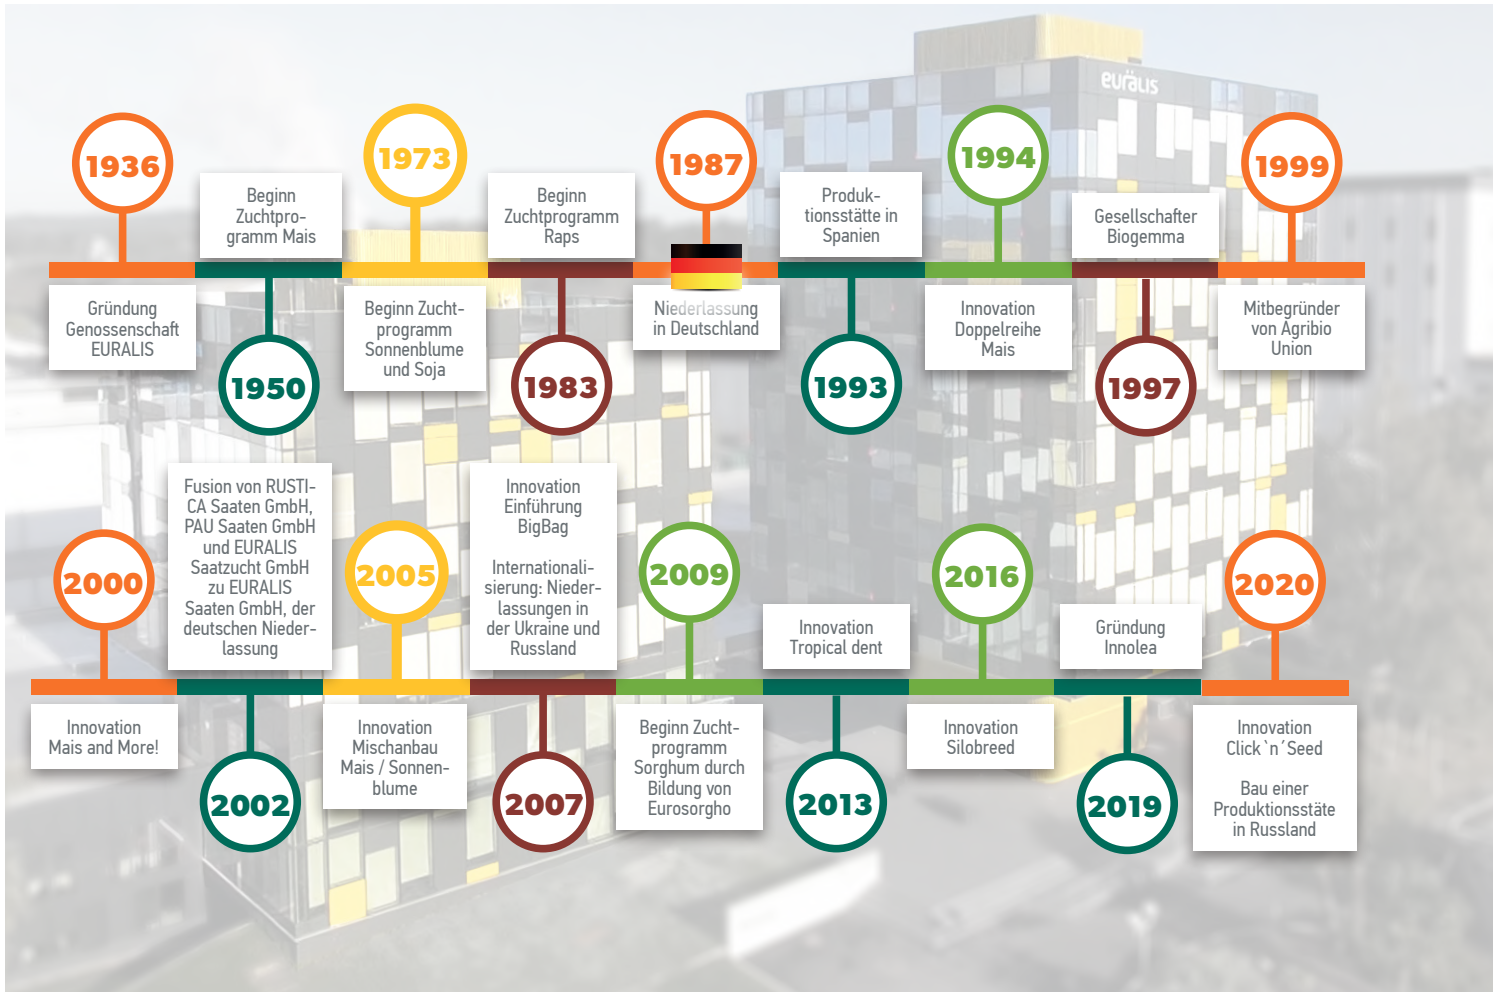 euralis
1936
Gründung
Genossenschaft
EURALIS
Beginn
Zuchtpro-
gramm Mais
1950
1973
Beginn Zucht-
programm
Sonnenblume
und Soja
Beginn
Zuchtprogramm
Raps
1983
1987
Niederlassung
in Deutschland
Produk-
tionsstätte in
Spanien
1993
1994
Innovation
Doppelreihe
Mais
Gesellschafter
Biogemma
1997
1999
Mitbegründer
von Agribio
Union
2000
Innovation
Mais and More!
Fusion von RUSTI-
CA Saaten GmbH,
PAU Saaten GmbH
und EURALIS
Saatzucht GmbH
zu EURALIS
Saaten GmbH, der
deutschen Nieder-
lassung
2002
2005
Innovation
Mischanbau
Mais / Sonnen-
blume
Innovation
Einführung
BigBag
Internationali-
sierung: Nieder-
lassungen in
der Ukraine und
Russland
2007
2009
Beginn Zucht-
programm
Sorghum durch
Bildung von
Eurosorgho
Innovation
Tropical dent
2013
2016
Innovation
Silobreed
Gründung
Innolea
2019
2020
Innovation
Click`n´Seed
Bau einer
Produktionsstäte
in Russland